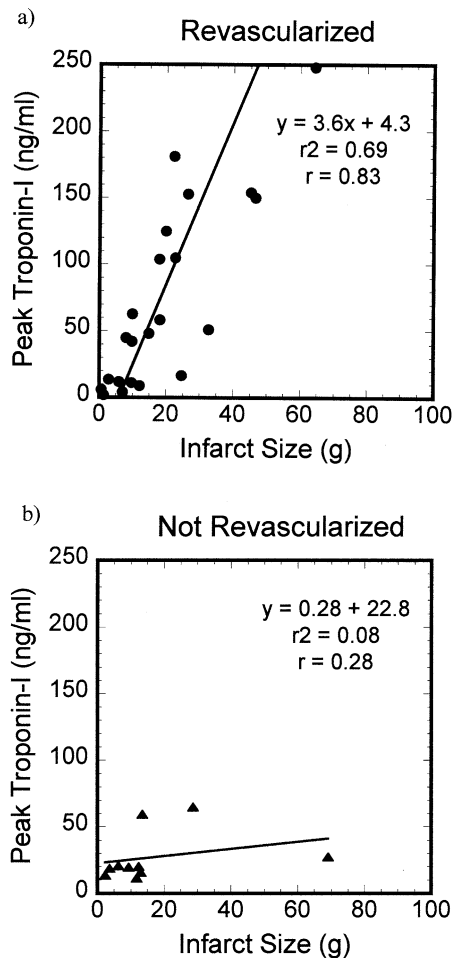 a)
Revascularized
Peak Troponin-I (ng/ml)
250
200
150
100
50
0
y = 3.6x + 4.3
r2 = 0.69
r = 0.83
0 20 40 60 80 100
Infarct Size (g)
b)
Not Revascularized
Peak Troponin-I (ng/ml)
250
200
150
100
50
0
y = 0.28 + 22.8
r2 = 0.08
r = 0.28
0 20 40 60 80 100
Infarct Size (g)